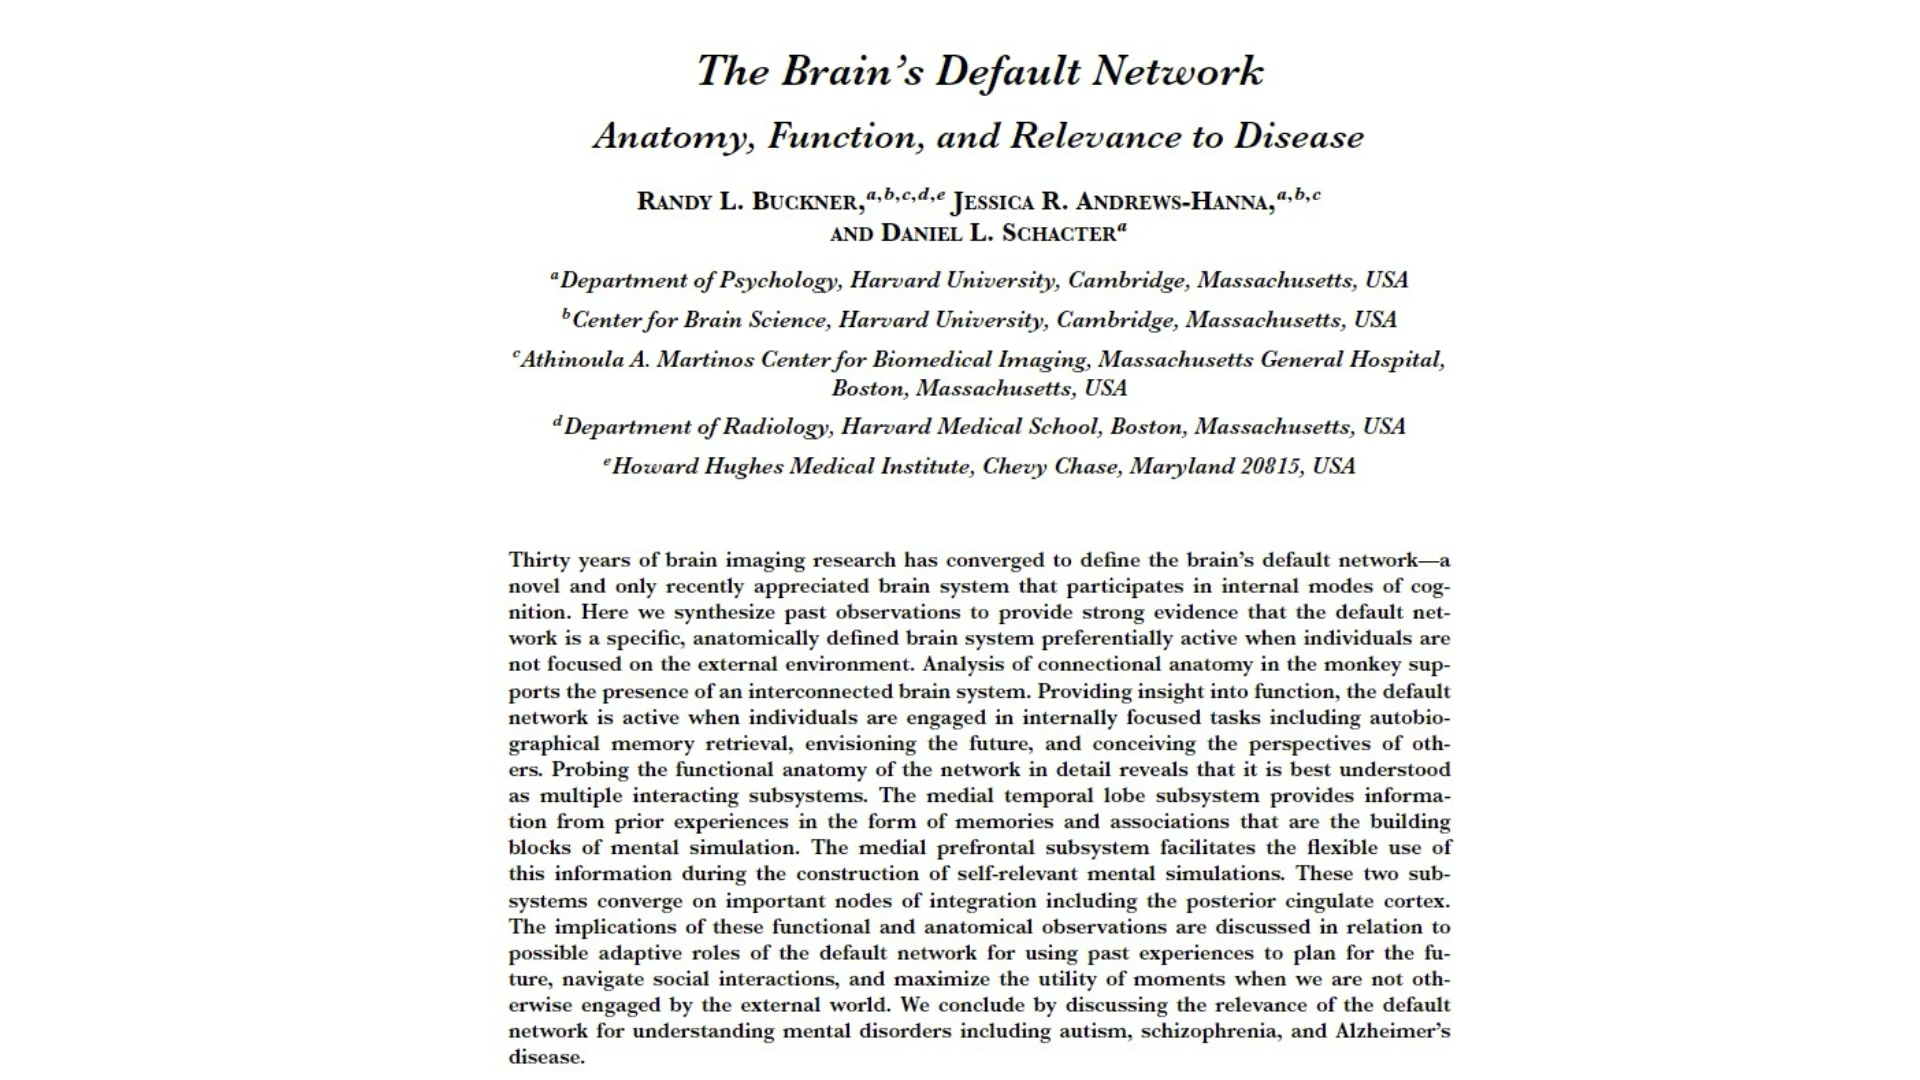 The Brain's Default Network
Anatomy, Function, and Relevance to Disease
RANDY L. BUCKNER,a,b,c,d,e JESSICA R. ANDREWS-HANNA,a,b,c
AND DANIEL L. SCHACTERa
aDepartment of Psychology, Harvard University, Cambridge, Massachusetts, USA
bCenter for Brain Science, Harvard University, Cambridge, Massachusetts, USA
cAthinoula A. Martinos Center for Biomedical Imaging, Massachusetts General Hospital,
Boston, Massachusetts, USA
dDepartment of Radiology, Harvard Medical School, Boston, Massachusetts, USA
eHoward Hughes Medical Institute, Chevy Chase, Maryland 20815, USA
Thirty years of brain imaging research has converged to define the brain's default network—a
novel and only recently appreciated brain system that participates in internal modes of cog-
nition. Here we synthesize past observations to provide strong evidence that the default net-
work is a specific, anatomically defined brain system preferentially active when individuals are
not focused on the external environment. Analysis of connectional anatomy in the monkey sup-
ports the presence of an interconnected brain system. Providing insight into function, the default
network is active when individuals are engaged in internally focused tasks including autobio-
graphical memory retrieval, envisioning the future, and conceiving the perspectives of oth-
ers. Probing the functional anatomy of the network in detail reveals that it is best understood
as multiple interacting subsystems. The medial temporal lobe subsystem provides informa-
tion from prior experiences in the form of memories and associations that are the building
blocks of mental simulation. The medial prefrontal subsystem facilitates the flexible use of
this information during the construction of self-relevant mental simulations. These two sub-
systems converge on important nodes of integration including the posterior cingulate cortex.
The implications of these functional and anatomical observations are discussed in relation to
possible adaptive roles of the default network for using past experiences to plan for the fu-
ture, navigate social interactions, and maximize the utility of moments when we are not oth-
erwise engaged by the external world. We conclude by discussing the relevance of the default
network for understanding mental disorders including autism, schizophrenia, and Alzheimer's
disease.